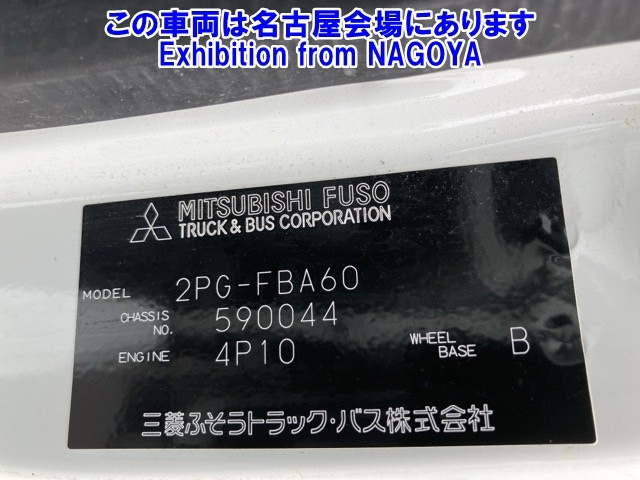 この車両は名古屋会場にあります
Exhibition from NAGOYA
MITSUBISHI FUSO
TRUCK & BUS CORPORATION
MODEL 2PG-FBA60
CHASSIS NO. 590044
ENGINE 4P10 WHEEL BASE B
三菱ふそうトラック・バス株式会社